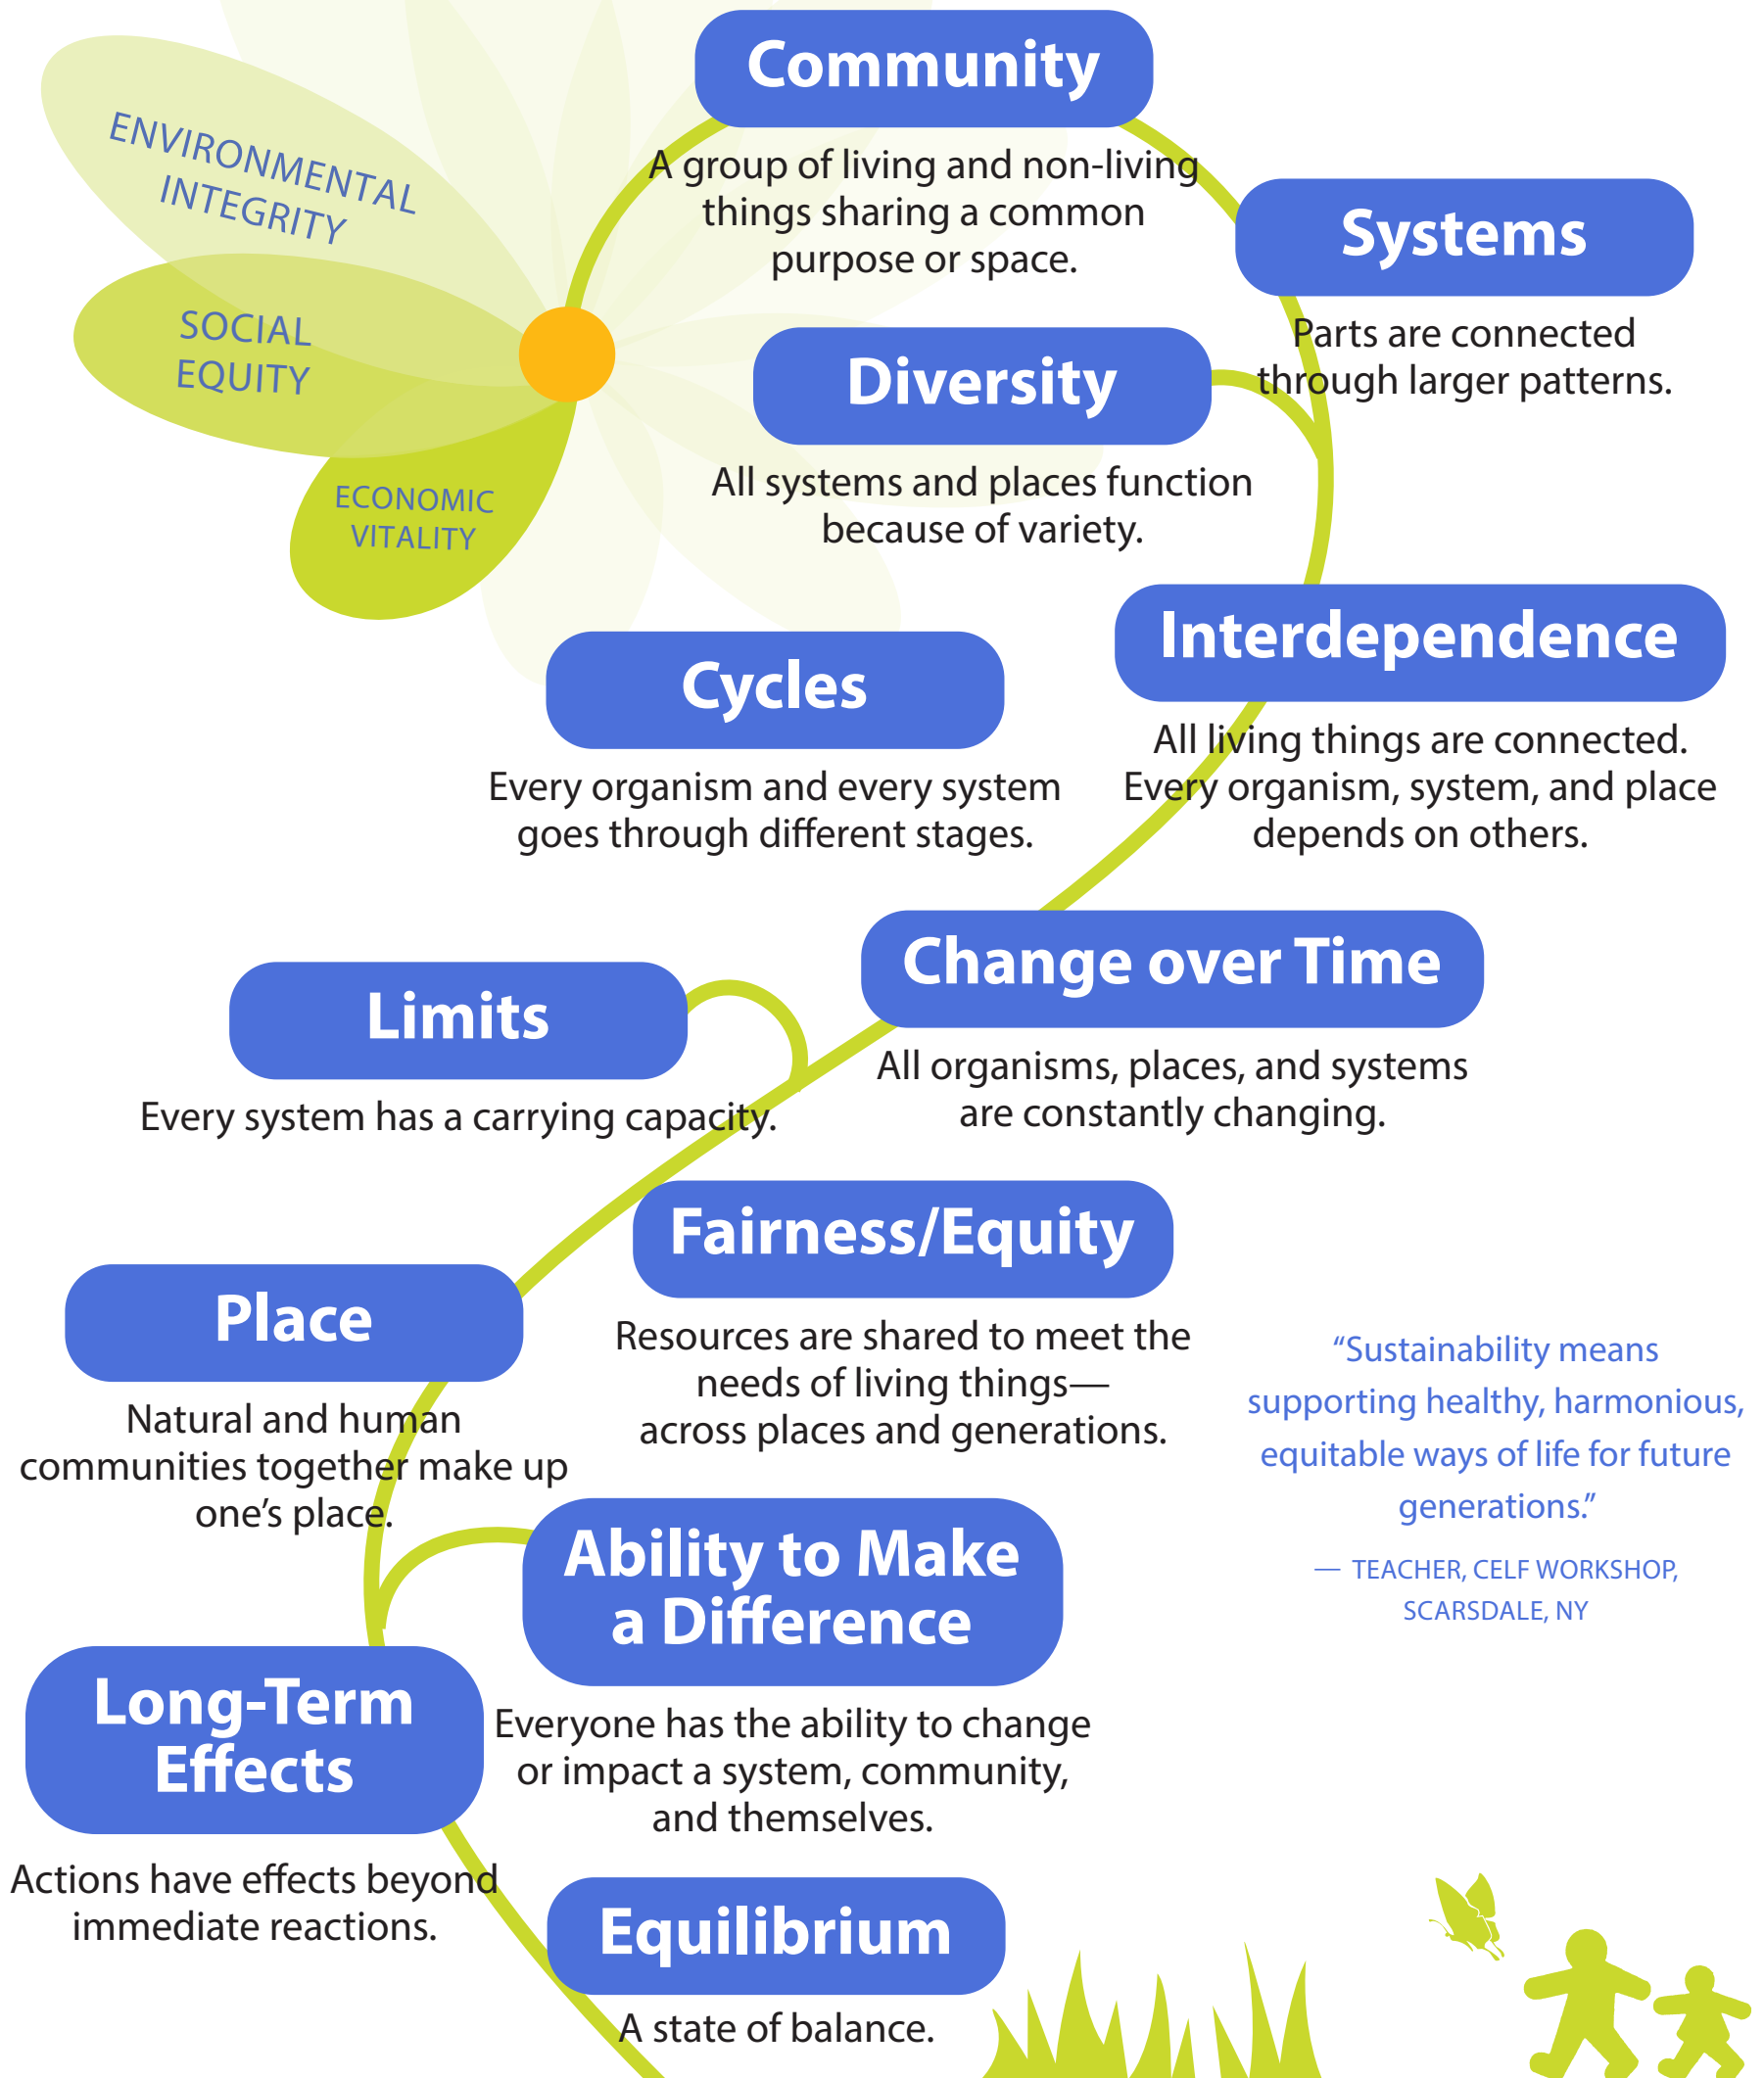 Community
A group of living and non-living
things sharing a common
purpose or space.
ENVIRONMENTAL
INTEGRITY
SOCIAL
EQUITY
ECONOMIC
VITALITY
Systems
Parts are connected
through larger patterns.
Diversity
All systems and places function
because of variety.
Interdependence
All living things are connected.
Every organism, system, and place
depends on others.
Cycles
Every organism and every system
goes through different stages.
Change over Time
All organisms, places, and systems
are constantly changing.
Limits
Every system has a carrying capacity.
Fairness/Equity
Resources are shared to meet the
needs of living things—
across places and generations.
Place
Natural and human
communities together make up
one’s place.
“Sustainability means
supporting healthy, harmonious,
equitable ways of life for future
generations.”
— TEACHER, CELF WORKSHOP,
SCARSDALE, NY
Ability to Make
a Difference
Everyone has the ability to change
or impact a system, community,
and themselves.
Long-Term
Effects
Actions have effects beyond
immediate reactions.
Equilibrium
A state of balance.